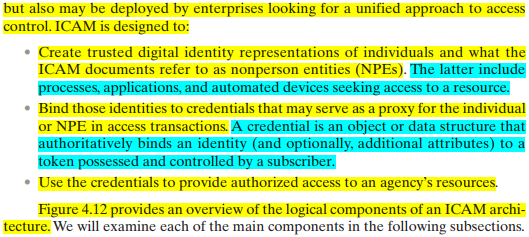 but also may be deployed by enterprises looking for a unified approach to access
control. ICAM is designed to:
• Create trusted digital identity representations of individuals and what the
ICAM documents refer to as nonperson entities (NPEs). The latter include
processes, applications, and automated devices seeking access to a resource.
• Bind those identities to credentials that may serve as a proxy for the individual
or NPE in access transactions. A credential is an object or data structure that
authoritatively binds an identity (and optionally, additional attributes) to a
token possessed and controlled by a subscriber.
• Use the credentials to provide authorized access to an agency's resources.
Figure 4.12 provides an overview of the logical components of an ICAM archi-
tecture. We will examine each of the main components in the following subsections.